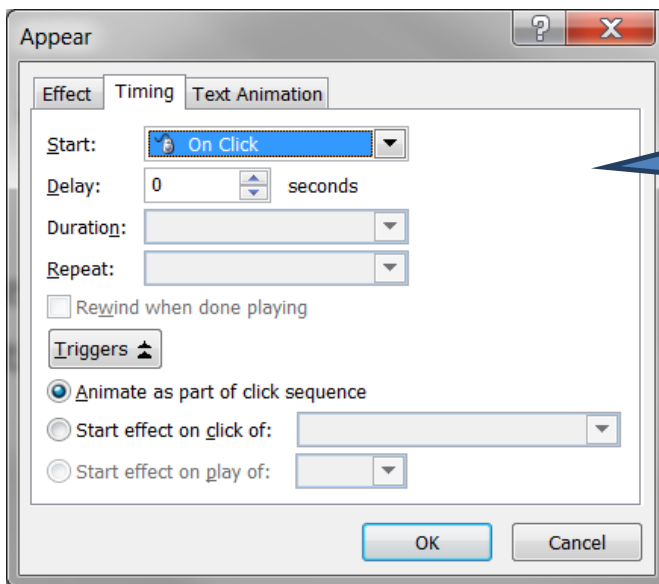 Appear
Effect Timing Text Animation
Start: On Click
Delay: 0 seconds
Duration:
Repeat:
Rewind when done playing
Triggers
Animate as part of click sequence
Start effect on click of:
Start effect on play of:
OK Cancel